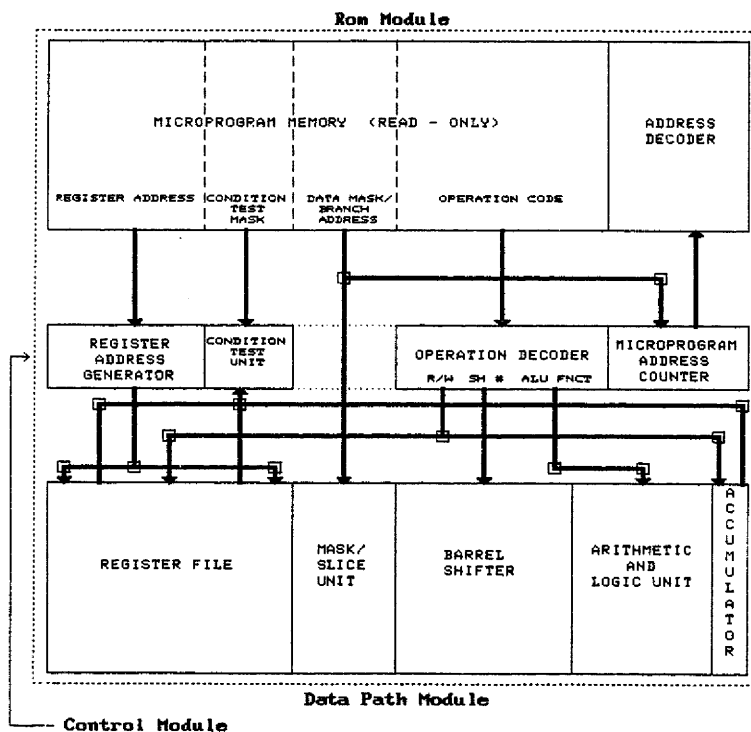 Rom Module
MICROPROGRAM MEMORY (READ - ONLY)
ADDRESS
DECODER
REGISTER ADDRESS
CONDITION
TEST
MASK
DATA MASK/
BRANCH
ADDRESS
OPERATION CODE
REGISTER
ADDRESS
GENERATOR
CONDITION
TEST
UNIT
OPERATION DECODER
R/W SH # ALU FNCT
MICROPROGRAM
ADDRESS
COUNTER
REGISTER FILE
MASK/
SLICE
UNIT
BARREL
SHIFTER
ARITHMETIC
AND
LOGIC UNIT
ACCUMULATOR
Data Path Module
Control Module